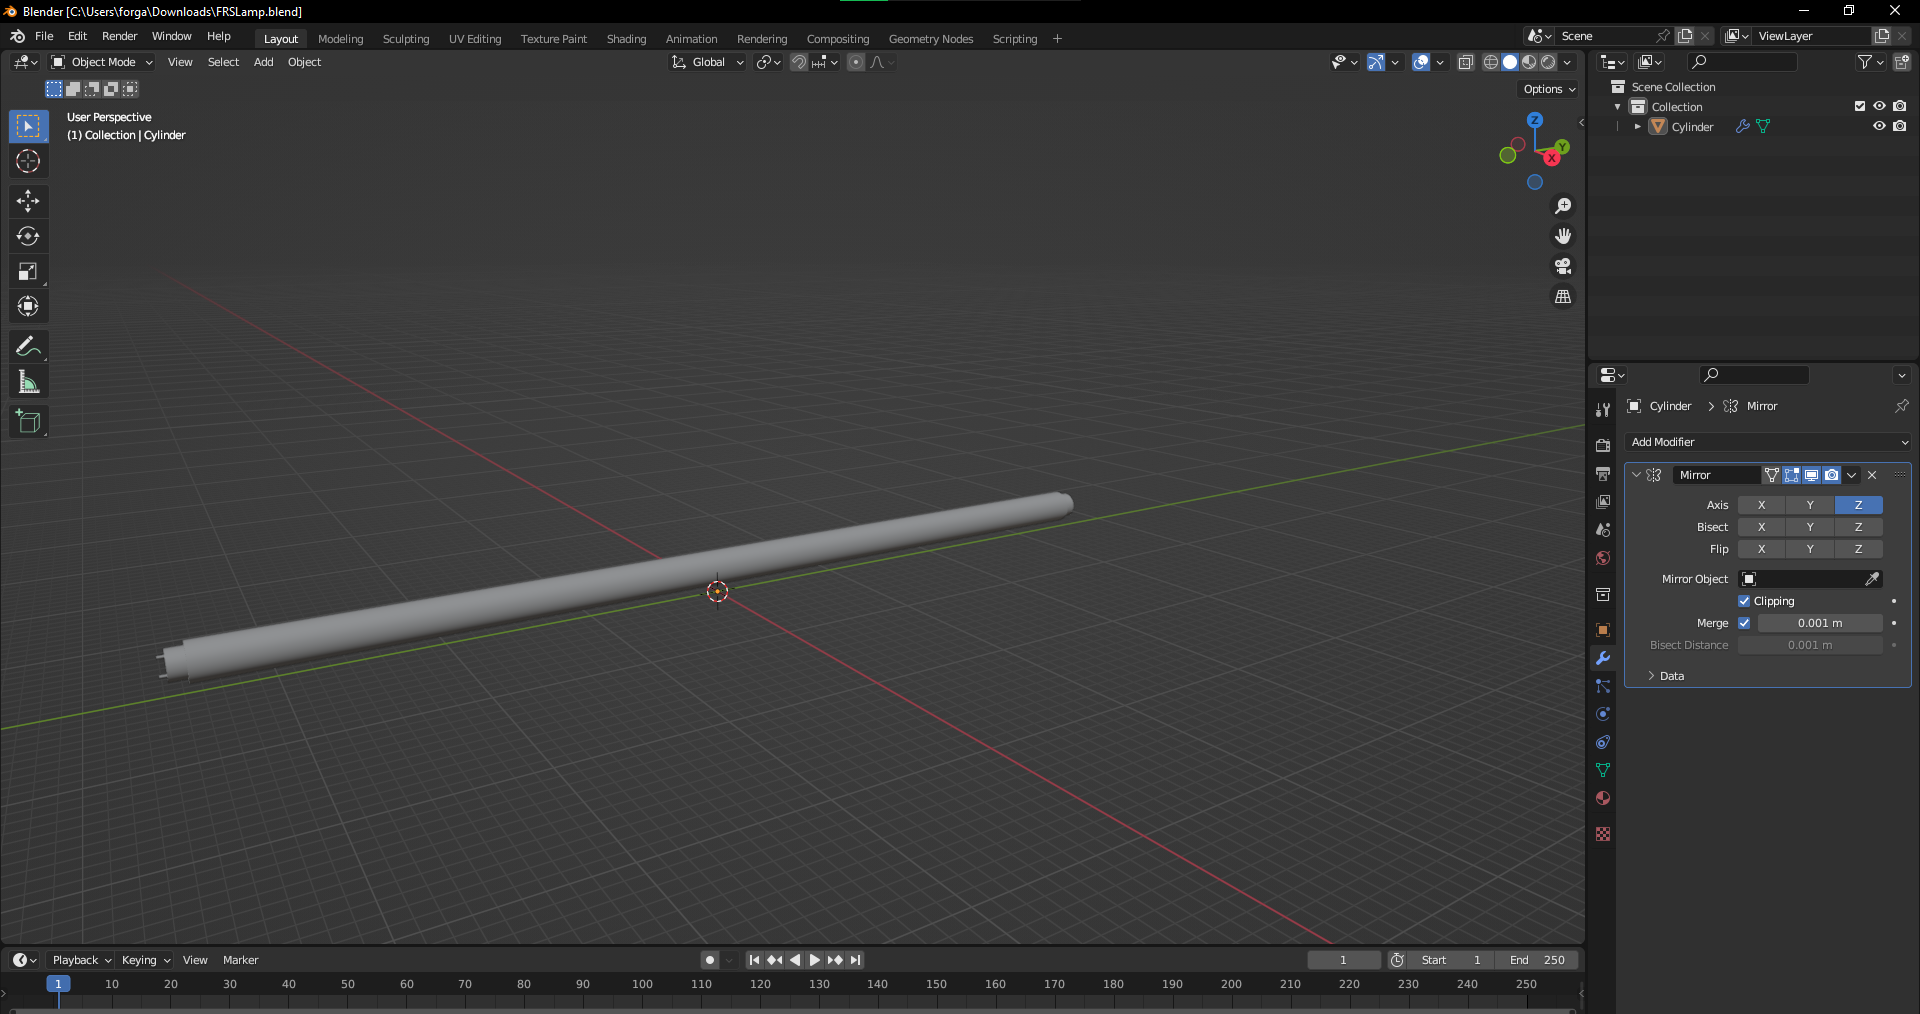 Blender [C:\Users\forga\Downloads\FRSLamp.blend]
File Edit Render Window Help Layout Modeling Sculpting UV Editing Texture Paint Shading Animation Rendering Compositing Geometry Nodes Scripting + Scene ViewLayer
Object Mode View Select Add Object Global
Options
User Perspective
(1) Collection | Cylinder
Z
Y
X
Scene Collection
Collection
Cylinder
Cylinder > Mirror
Add Modifier
Mirror
Axis X Y Z
Bisect X Y Z
Flip X Y Z
Mirror Object
Clipping
Merge 0.001 m
Bisect Distance 0.001 m
Data
Playback Keying View Marker 1 Start 1 End 250
1 10 20 30 40 50 60 70 80 90 100 110 120 130 140 150 160 170 180 190 200 210 220 230 240 250